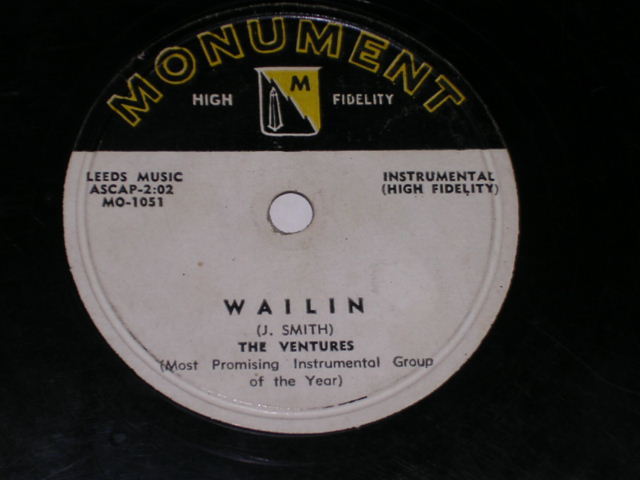 MONUMENT
HIGH M FIDELITY
LEEDS MUSIC
ASCAP-2:02
MO-1051
INSTRUMENTAL
(HIGH FIDELITY)
WAILIN
(J. SMITH)
THE VENTURES
(Most Promising Instrumental Group
of the Year)